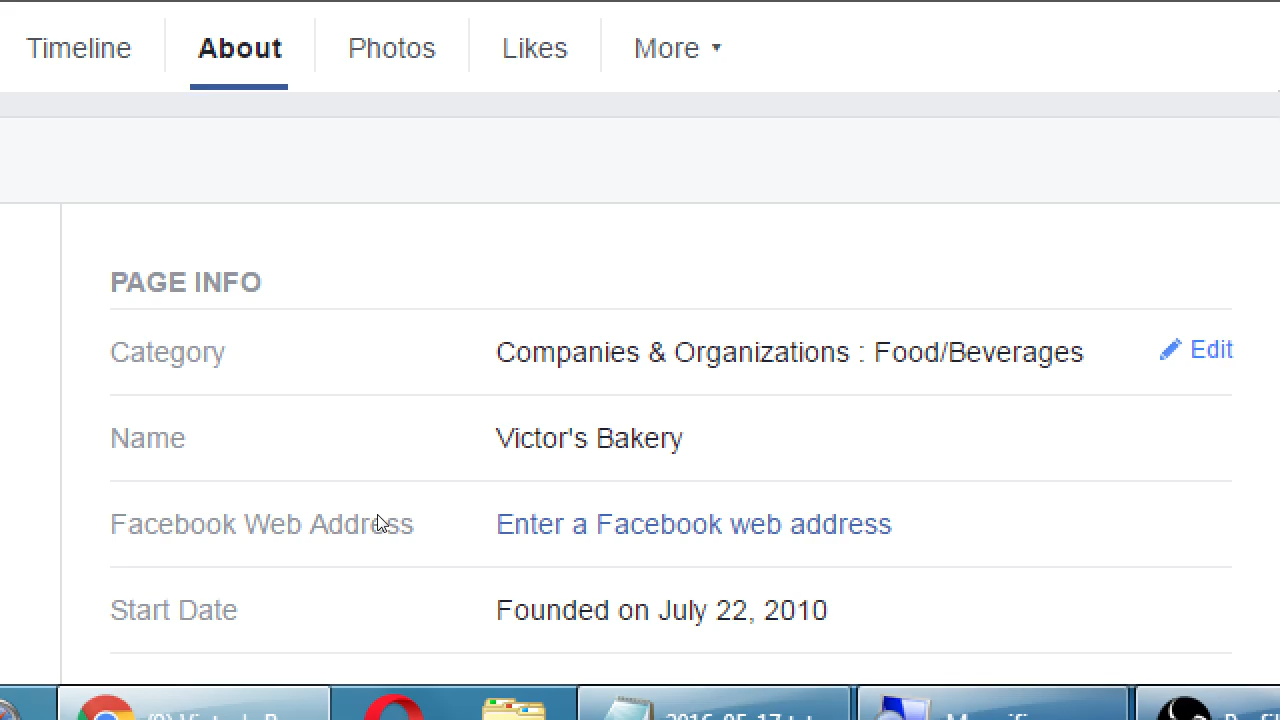 Timeline About Photos Likes More
PAGE INFO
Category Companies & Organizations : Food/Beverages Edit
Name Victor's Bakery
Facebook Web Address Enter a Facebook web address
Start Date Founded on July 22, 2010